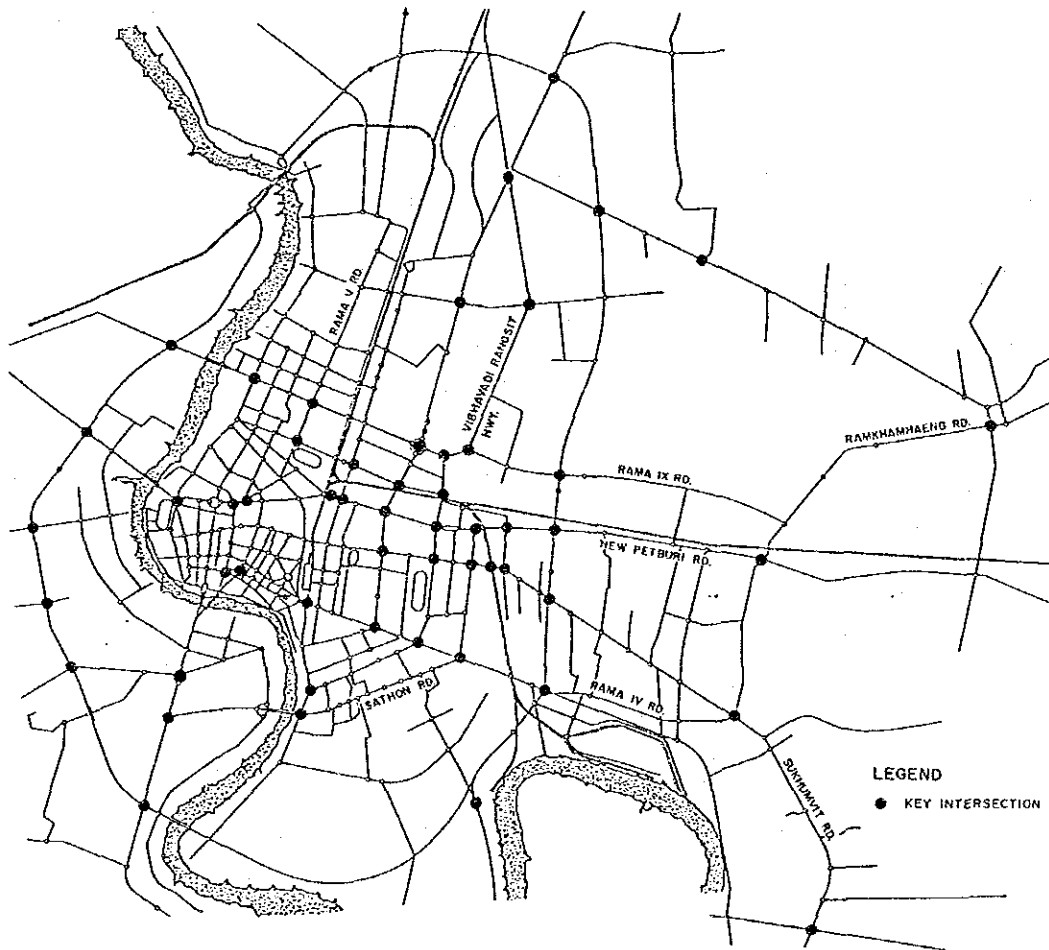 RAMA V RD.
VIBHAVADI RANGSIT
HWY.
RAMKHAMHAENG RD.
RAMA IX RD.
NEW PETBURI RD.
SATHON RD.
RAMA IV RD.
SUKHUMVIT RD.
LEGEND
KEY INTERSECTION